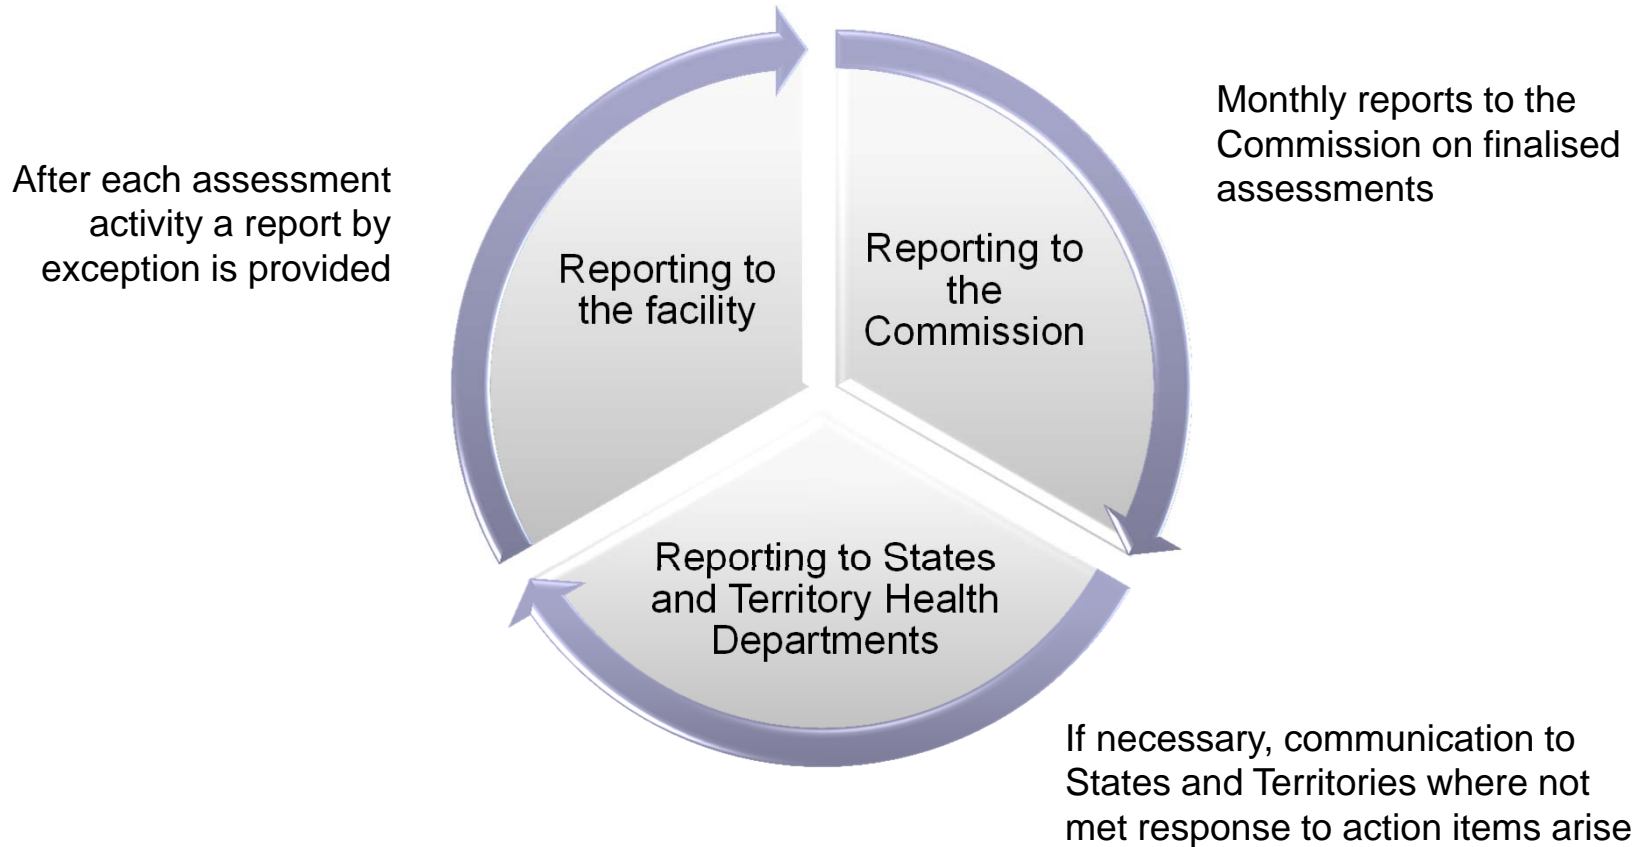 After each assessment
activity a report by
exception is provided
Reporting to
the facility
Reporting to
the
Commission
Monthly reports to the
Commission on finalised
assessments
Reporting to States
and Territory Health
Departments
If necessary, communication to
States and Territories where not
met response to action items arise